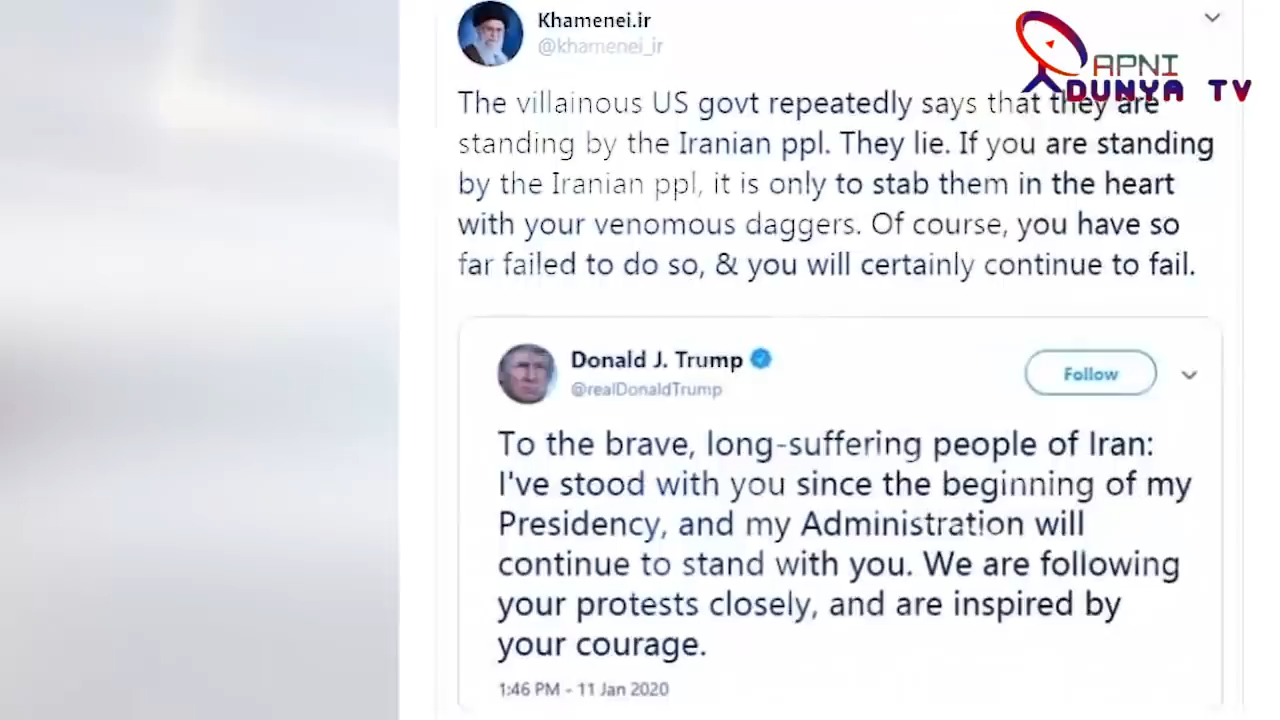 Khamenei.ir
@khamenei_ir
APNI
DUNYA TV
The villainous US govt repeatedly says that they are
standing by the Iranian ppl. They lie. If you are standing
by the Iranian ppl, it is only to stab them in the heart
with your venomous daggers. Of course, you have so
far failed to do so, & you will certainly continue to fail.
Donald J. Trump
@realDonaldTrump
Follow
To the brave, long-suffering people of Iran:
I've stood with you since the beginning of my
Presidency, and my Administration will
continue to stand with you. We are following
your protests closely, and are inspired by
your courage.
1:46 PM - 11 Jan 2020